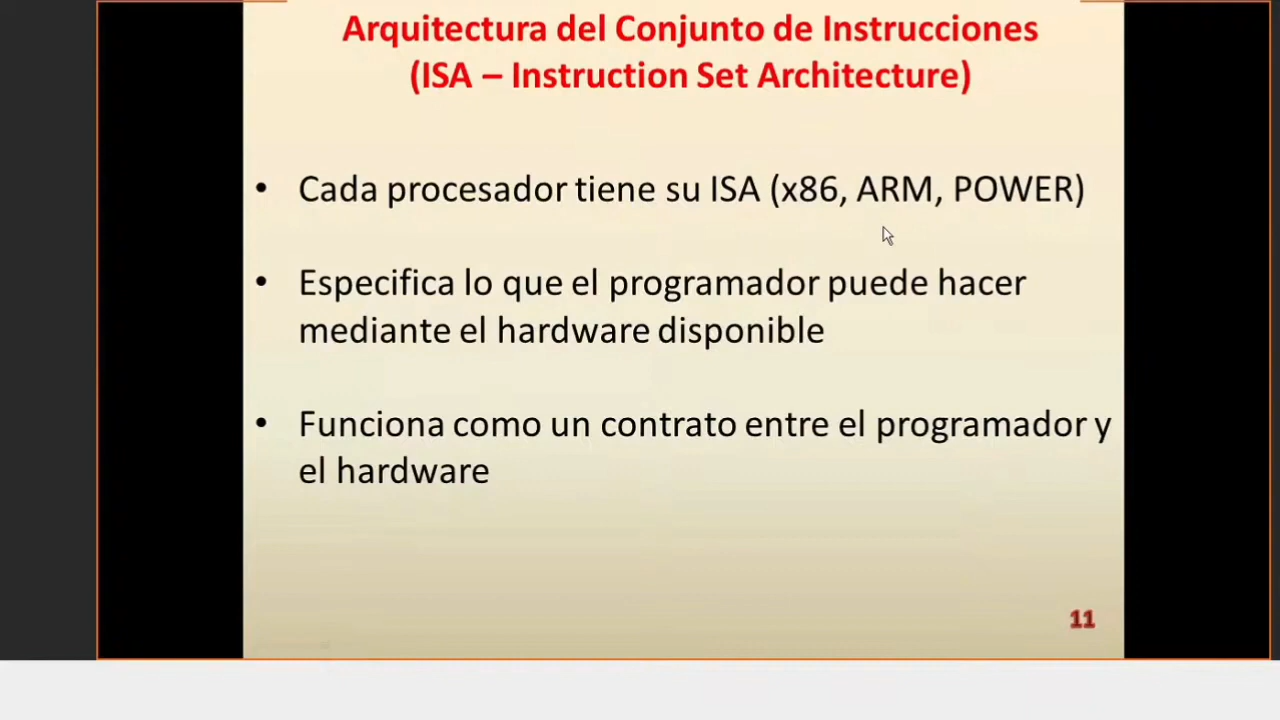 Arquitectura del Conjunto de Instrucciones
(ISA – Instruction Set Architecture)
• Cada procesador tiene su ISA (x86, ARM, POWER)
• Especifica lo que el programador puede hacer
mediante el hardware disponible
• Funciona como un contrato entre el programador y
el hardware
11